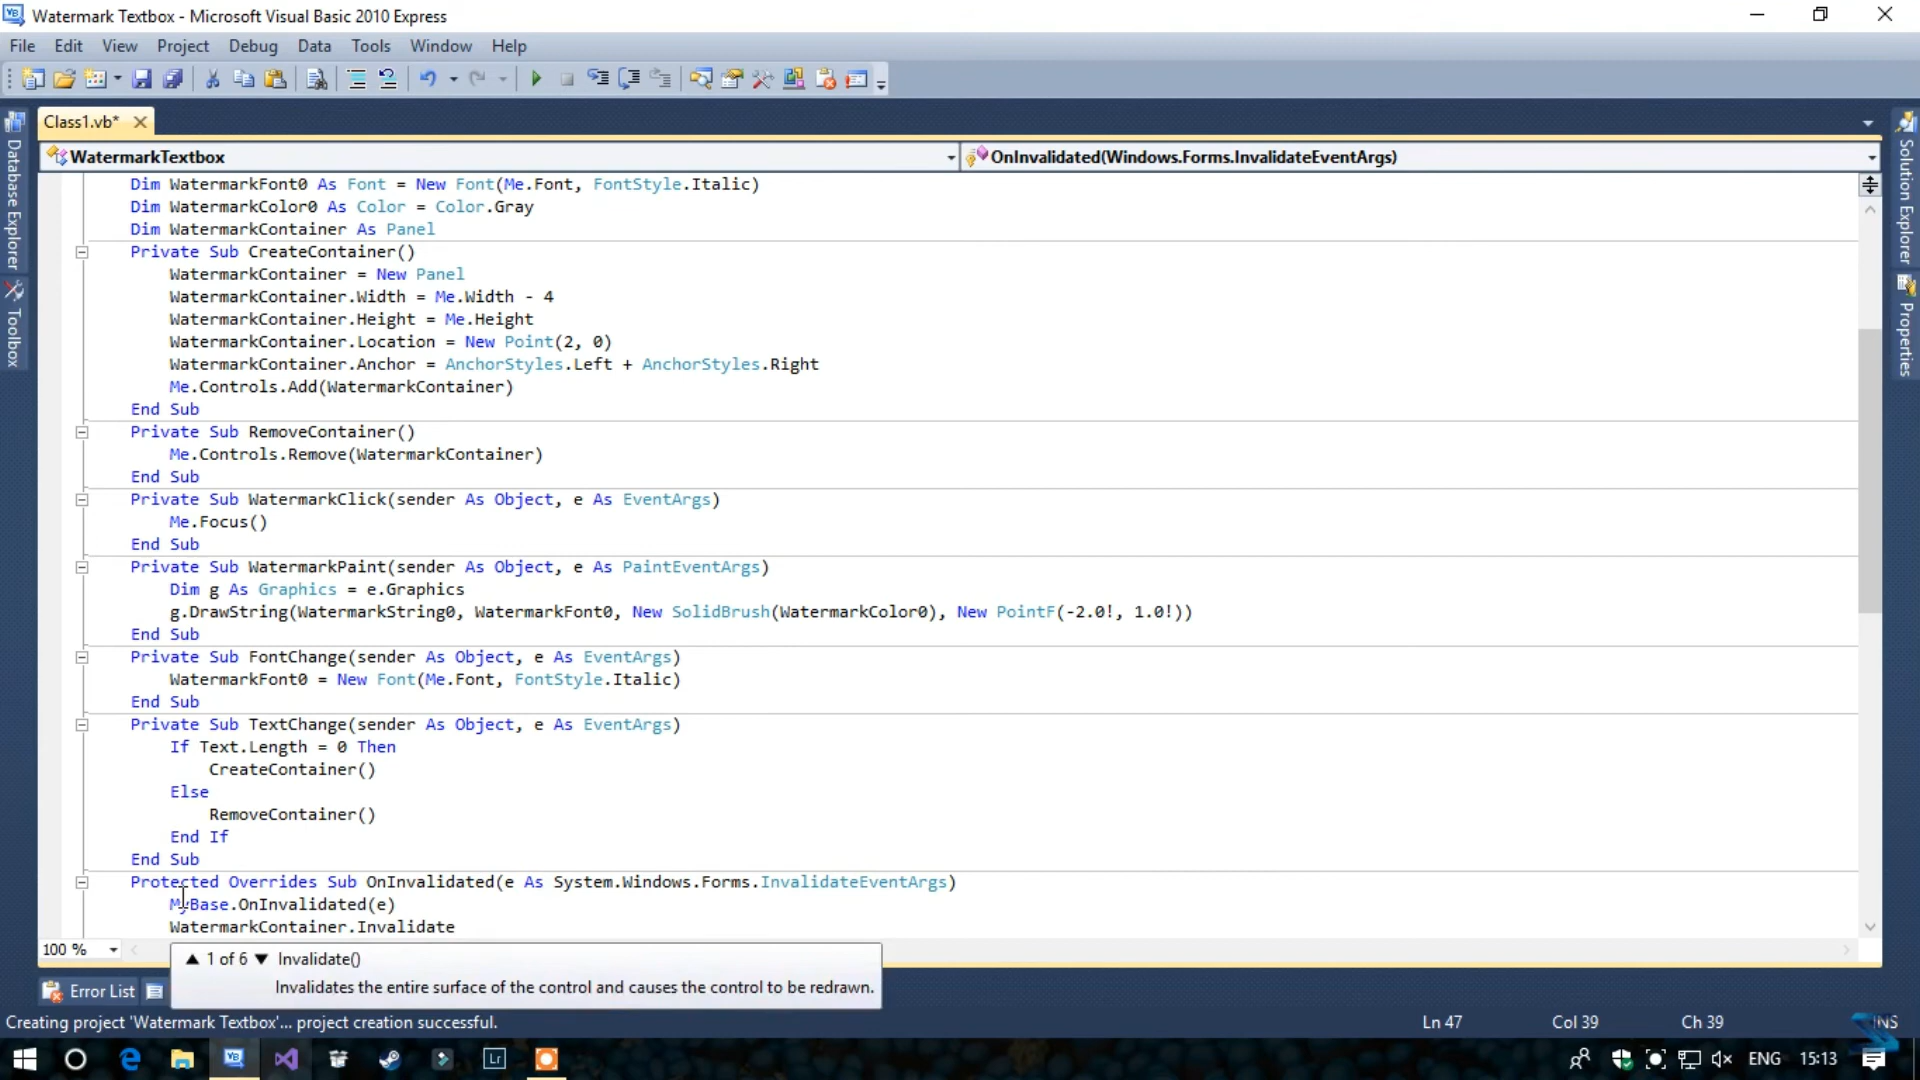 Watermark Textbox - Microsoft Visual Basic 2010 Express
File Edit View Project Debug Data Tools Window Help
Class1.vb*
Database Explorer
Toolbox
Solution Explorer
Properties
WatermarkTextbox
OnInvalidated(Windows.Forms.InvalidateEventArgs)
Dim WatermarkFont0 As Font = New Font(Me.Font, FontStyle.Italic)
Dim WatermarkColor0 As Color = Color.Gray
Dim WatermarkContainer As Panel
Private Sub CreateContainer()
WatermarkContainer = New Panel
WatermarkContainer.Width = Me.Width - 4
WatermarkContainer.Height = Me.Height
WatermarkContainer.Location = New Point(2, 0)
WatermarkContainer.Anchor = AnchorStyles.Left + AnchorStyles.Right
Me.Controls.Add(WatermarkContainer)
End Sub
Private Sub RemoveContainer()
Me.Controls.Remove(WatermarkContainer)
End Sub
Private Sub WatermarkClick(sender As Object, e As EventArgs)
Me.Focus()
End Sub
Private Sub WatermarkPaint(sender As Object, e As PaintEventArgs)
Dim g As Graphics = e.Graphics
g.DrawString(WatermarkString0, WatermarkFont0, New SolidBrush(WatermarkColor0), New PointF(-2.0!, 1.0!))
End Sub
Private Sub FontChange(sender As Object, e As EventArgs)
WatermarkFont0 = New Font(Me.Font, FontStyle.Italic)
End Sub
Private Sub TextChange(sender As Object, e As EventArgs)
If Text.Length = 0 Then
CreateContainer()
Else
RemoveContainer()
End If
End Sub
Protected Overrides Sub OnInvalidated(e As System.Windows.Forms.InvalidateEventArgs)
MyBase.OnInvalidated(e)
WatermarkContainer.Invalidate
100 %
▲ 1 of 6 ▼ Invalidate()
Invalidates the entire surface of the control and causes the control to be redrawn.
Error List
Creating project 'Watermark Textbox'... project creation successful.
Ln 47 Col 39 Ch 39 INS
VB
Lr
ENG 15:13